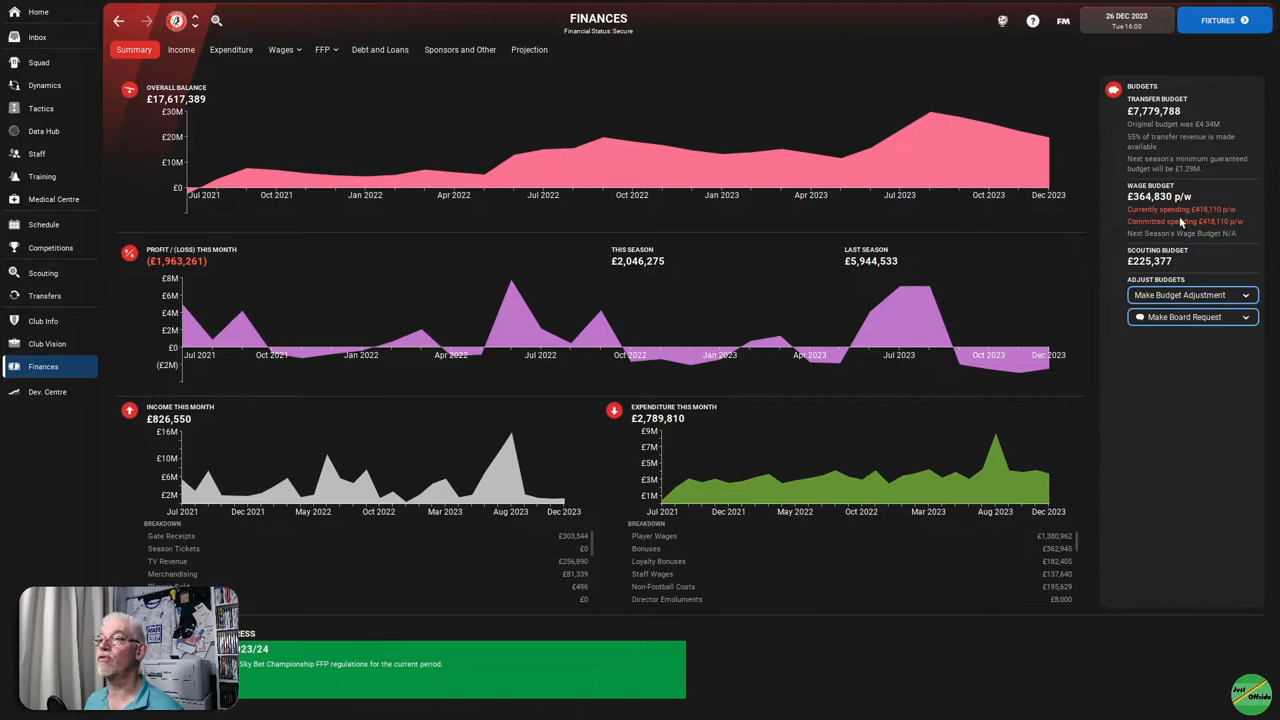 Home
Inbox
Squad
Dynamics
Tactics
Data Hub
Staff
Training
Medical Centre
Schedule
Competitions
Scouting
Transfers
Club Info
Club Vision
Finances
Dev. Centre
FINANCES
Financial Status: Secure
?
FM
26 DEC 2023
Tue 16:00
FIXTURES
Summary
Income
Expenditure
Wages
FFP
Debt and Loans
Sponsors and Other
Projection
OVERALL BALANCE
£17,617,389
£30M
£20M
£10M
£0
Jul 2021
Oct 2021
Jan 2022
Apr 2022
Jul 2022
Oct 2022
Jan 2023
Apr 2023
Jul 2023
Oct 2023
Dec 2023
PROFIT / (LOSS) THIS MONTH
(£1,963,261)
THIS SEASON
£2,046,275
LAST SEASON
£5,944,533
£8M
£6M
£4M
£2M
£0
(£2M)
Jul 2021
Oct 2021
Jan 2022
Apr 2022
Jul 2022
Oct 2022
Jan 2023
Apr 2023
Jul 2023
Oct 2023
Dec 2023
INCOME THIS MONTH
£826,550
£16M
£10M
£6M
£2M
Jul 2021
Dec 2021
May 2022
Oct 2022
Mar 2023
Aug 2023
Dec 2023
BREAKDOWN
Gate Receipts £303,344
Season Tickets £0
TV Revenue £256,890
Merchandising £81,339
£496
£0
EXPENDITURE THIS MONTH
£2,789,810
£9M
£7M
£5M
£3M
£1M
Jul 2021
Dec 2021
May 2022
Oct 2022
Mar 2023
Aug 2023
Dec 2023
BREAKDOWN
Player Wages £1,380,962
Bonuses £362,945
Loyalty Bonuses £182,405
Staff Wages £137,640
Non-Football Costs £195,629
Director Emoluments £8,000
BUDGETS
TRANSFER BUDGET
£7,779,788
Original budget was £4.34M
55% of transfer revenue is made
available
Next season's minimum guaranteed
budget will be £1.29M.
WAGE BUDGET
£364,830 p/w
Currently spending £418,110 p/w
Committed spending £418,110 p/w
Next Season's Wage Budget N/A
SCOUTING BUDGET
£225,377
ADJUST BUDGETS
Make Budget Adjustment
Make Board Request
RESS
023/24
Sky Bet Championship FFP regulations for the current period.
Just
Offside